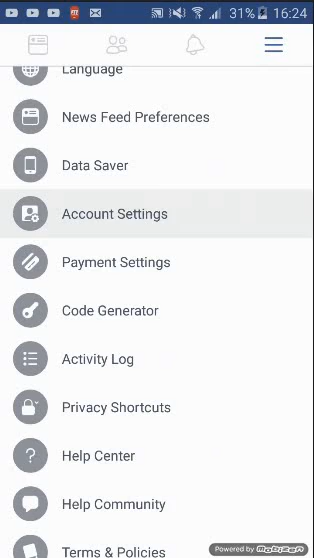 31% 16:24
Language
News Feed Preferences
Data Saver
Account Settings
Payment Settings
Code Generator
Activity Log
Privacy Shortcuts
Help Center
Help Community
Terms & Policies
Powered by Mobizen